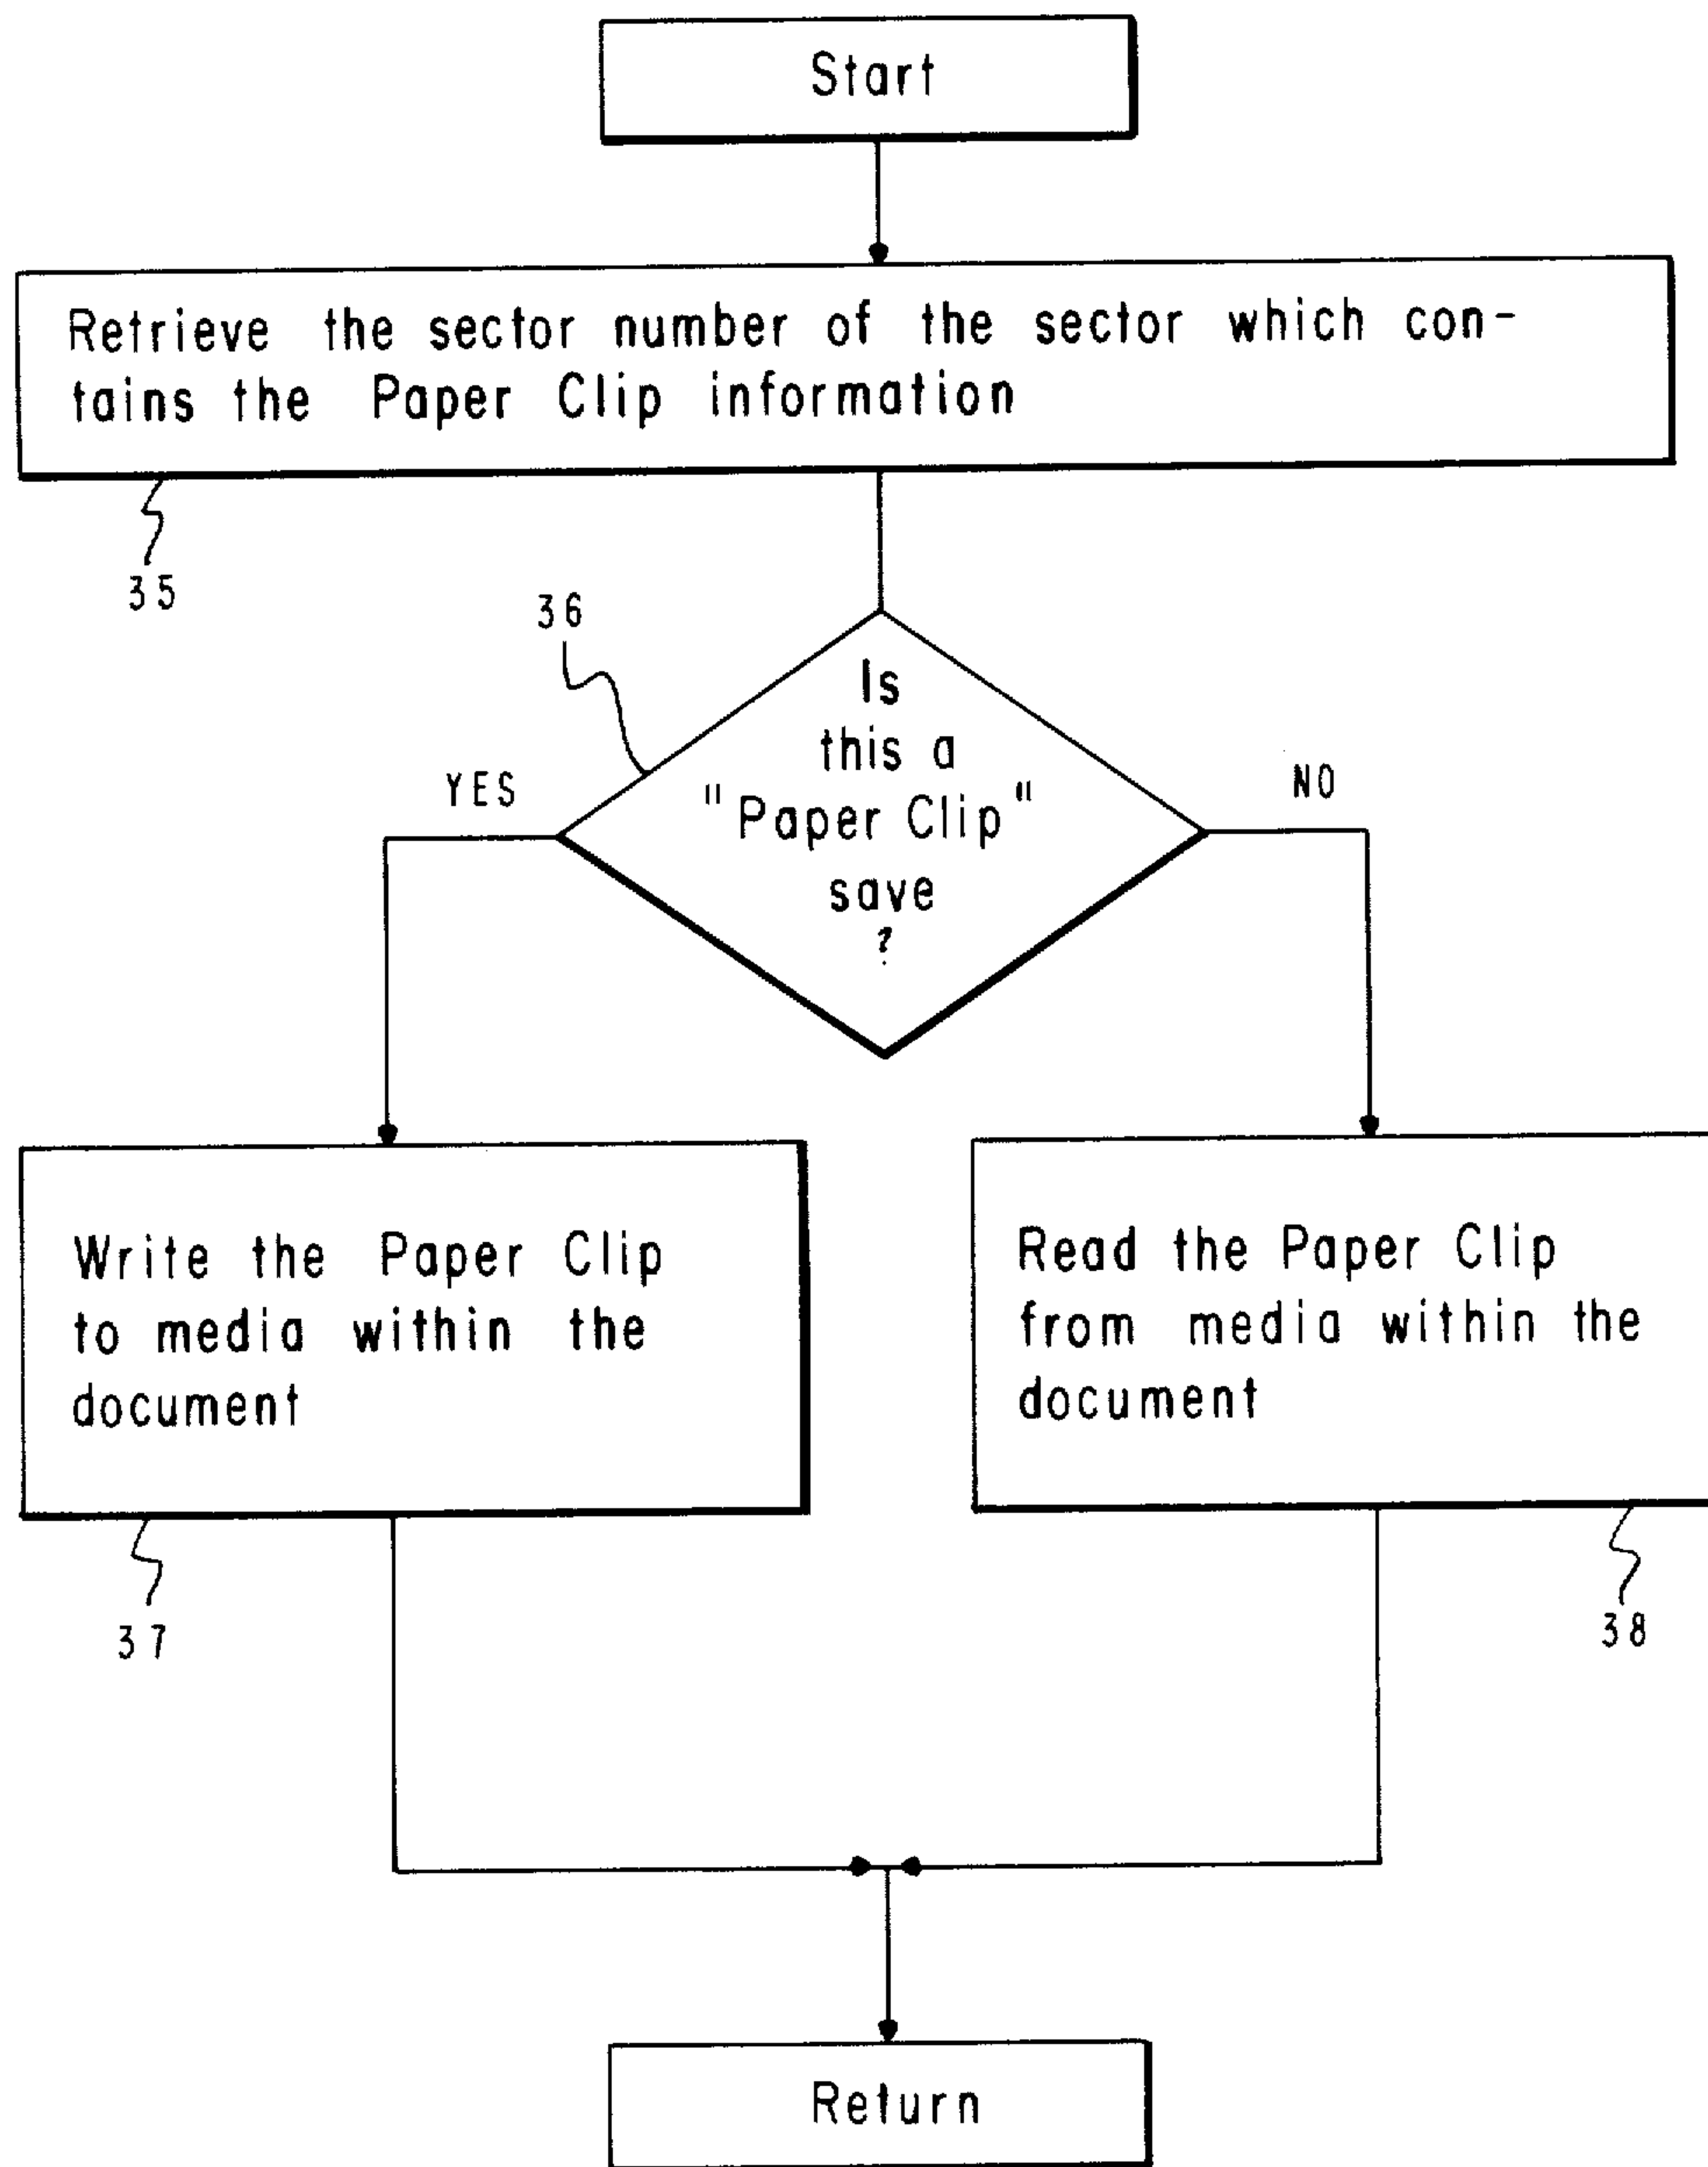 Start
Retrieve the sector number of the sector which con-
tains the Paper Clip information
35
36
Is
this a
"Paper Clip"
save
?
YES
NO
Write the Paper Clip
to media within the
document
Read the Paper Clip
from media within the
document
37
38
Return